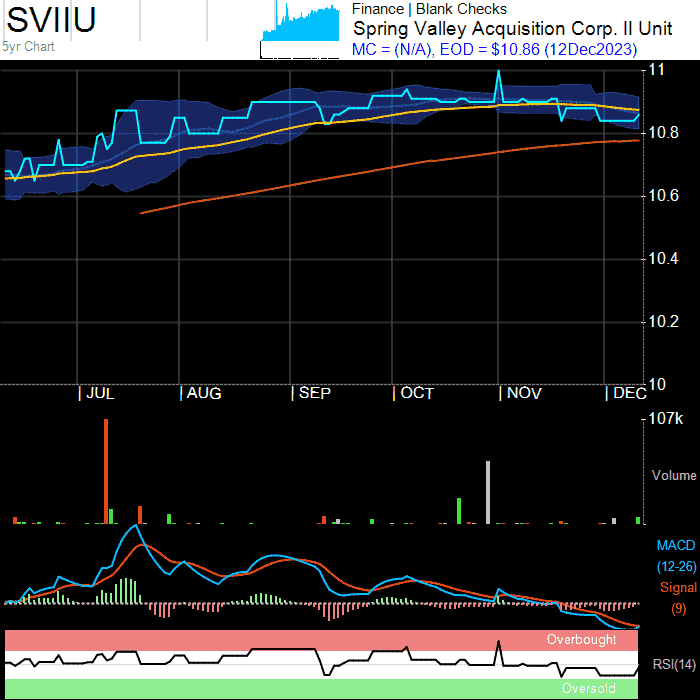 SVIIU
5yr Chart
Finance | Blank Checks
Spring Valley Acquisition Corp. II Unit
MC = (N/A), EOD = $10.86 (12Dec2023)
11
10.8
10.6
10.4
10.2
10
| JUL | AUG | SEP | OCT | NOV | DEC
107k
Volume
MACD
(12-26)
Signal
(9)
Overbought
RSI(14)
Oversold